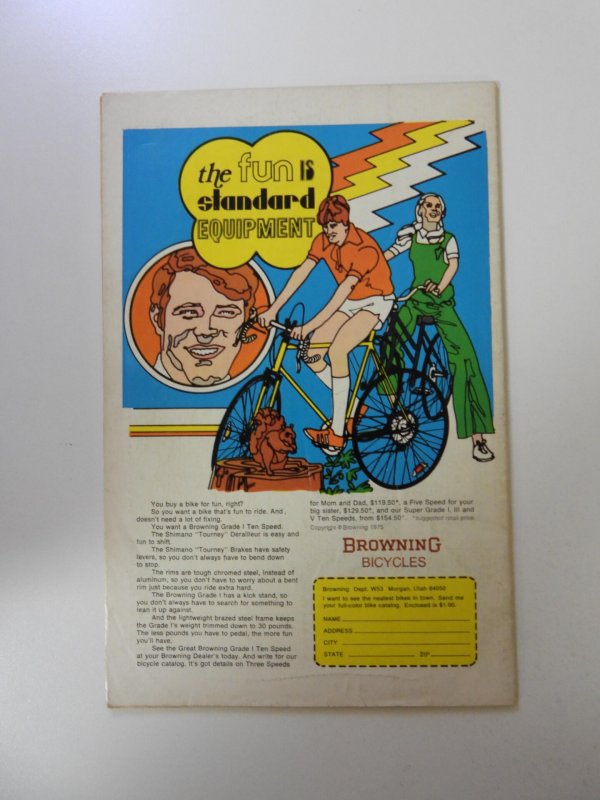 the fun IS
standard
EQUIPMENT
You buy a bike for fun, right?
So you want a bike that's fun to ride. And
doesn't need a lot of fixing.
You want a Browning Grade I Ten Speed.
The Shimano "Tourney" Derailleur is easy and
fun to shift.
The Shimano "Tourney" Brakes have safety
levers, so you don't always have to bend down
to stop.
The rims are tough chromed steel, instead of
aluminum, so you don't have to worry about a bent
rim just because you ride extra hard.
The Browning Grade I has a kick stand, so
you don't always have to search for something to
lean it up against.
And the lightweight brazed steel frame keeps
the Grade I's weight trimmed down to 30 pounds.
The less pounds you have to pedal, the more fun
you'll have.
See the Great Browning Grade I Ten Speed
at your Browning Dealer's today. And write for our
bicycle catalog. It's got details on Three Speeds
for Mom and Dad, $119.50*, a Five Speed for your
big sister, $129.50*, and our Super Grade I, III and
V Ten Speeds, from $154.50*. *suggested retail price.
Copyright © Browning 1975
BROWNING
BICYCLES
Browning Dept. W53 Morgan, Utah 84050
I want to see the neatest bikes in town. Send me
your full-color bike catalog. Enclosed is $1.00.
NAME
ADDRESS
CITY
STATE ZIP